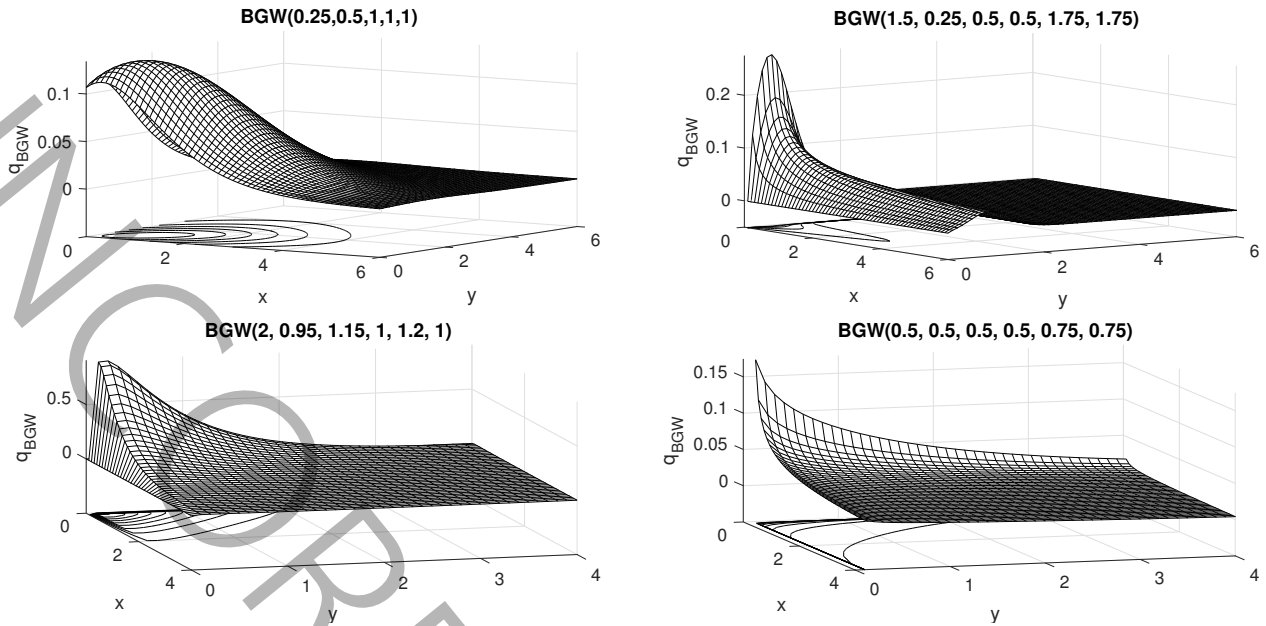 BGW(0.25,0.5,1,1,1)
q_BGW
0.1
0.05
0
0
2
4
6
x
0
2
4
6
y
BGW(1.5, 0.25, 0.5, 0.5, 1.75, 1.75)
q_BGW
0.2
0.1
0
0
2
4
6
x
0
2
4
6
y
BGW(2, 0.95, 1.15, 1, 1.2, 1)
q_BGW
0.5
0
0
2
4
x
0
1
2
3
4
y
BGW(0.5, 0.5, 0.5, 0.5, 0.75, 0.75)
q_BGW
0.15
0.1
0.05
0
0
2
4
x
0
1
2
3
4
y